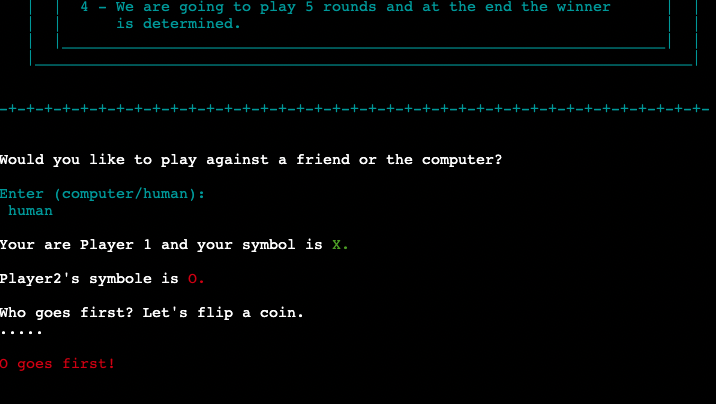 4 - We are going to play 5 rounds and at the end the winner
is determined.
-+-+-+-+-+-+-+-+-+-+-+-+-+-+-+-+-+-+-+-+-+-+-+-+-+-+-+-+-+-+-+-+-+-+-+-+-+-+-+-
Would you like to play against a friend or the computer?
Enter (computer/human):
human
Your are Player 1 and your symbol is X.
Player2's symbole is O.
Who goes first? Let's flip a coin.
.....
O goes first!